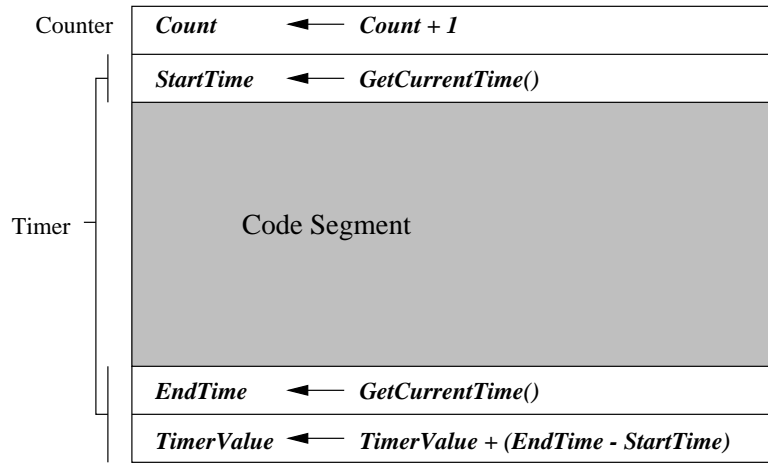 Counter Count ← Count + 1
StartTime ← GetCurrentTime()
Timer Code Segment
EndTime ← GetCurrentTime()
TimerValue ← TimerValue + (EndTime - StartTime)